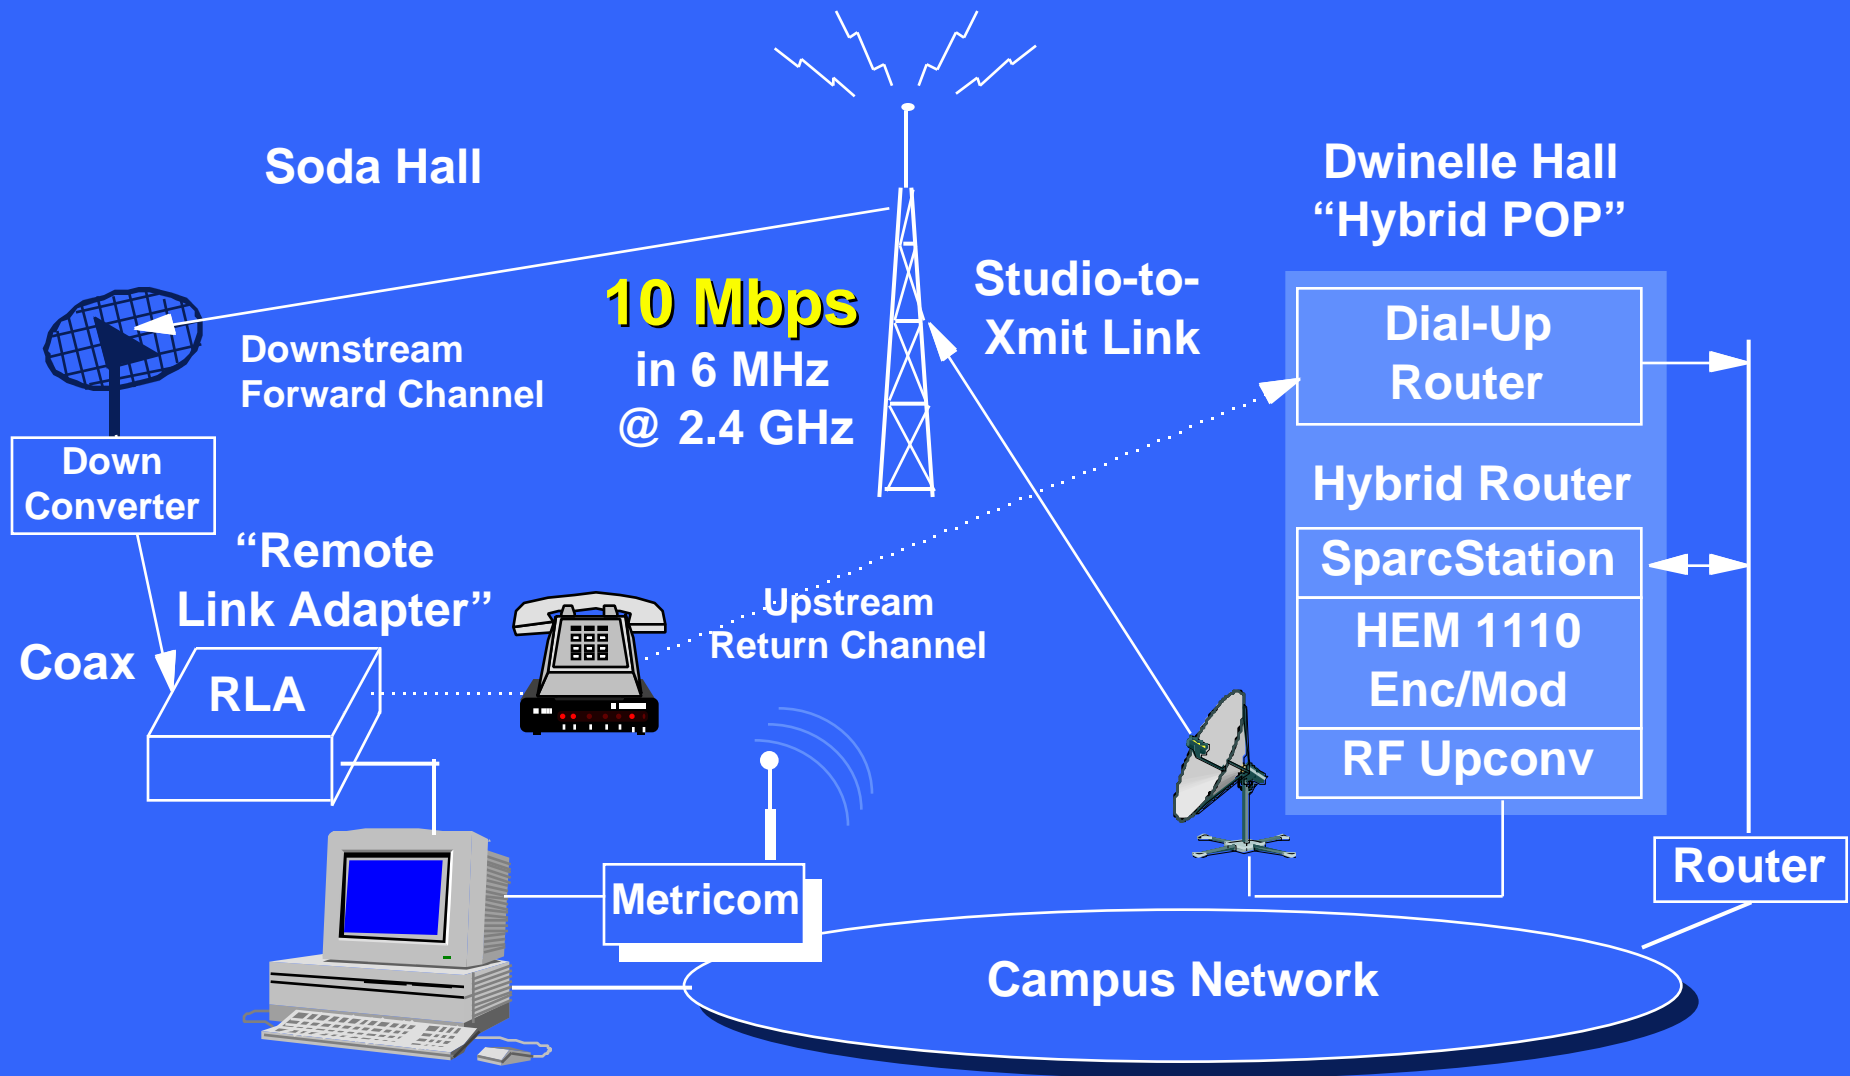 Soda Hall
Dwinelle Hall
“Hybrid POP”
Studio-to-
Xmit Link
10 Mbps
in 6 MHz
@ 2.4 GHz
Downstream
Forward Channel
Dial-Up
Router
Down
Converter
Hybrid Router
“Remote
Link Adapter”
SparcStation
Upstream
Return Channel
HEM 1110
Enc/Mod
Coax
RLA
RF Upconv
Router
Metricom
Campus Network